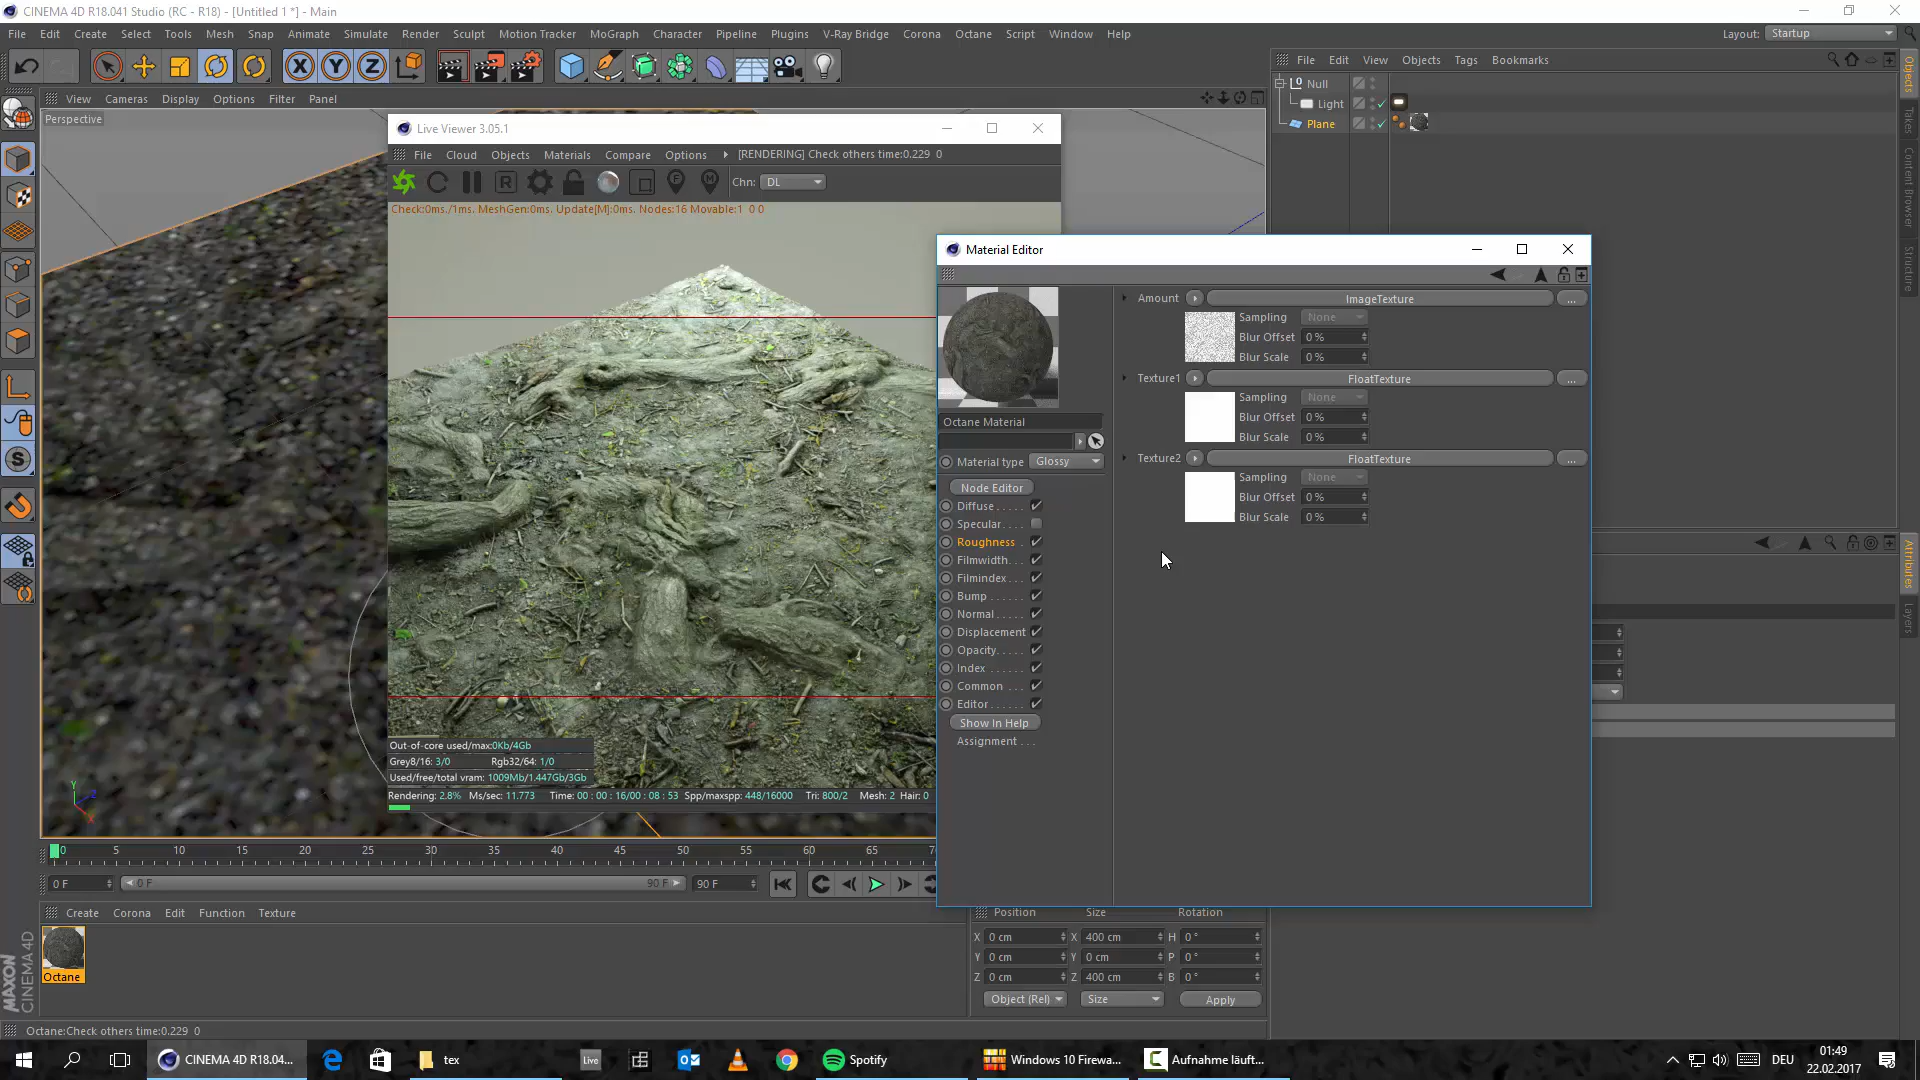 CINEMA 4D R18.041 Studio (RC - R18) - [Untitled 1 *] - Main
File Edit Create Select Tools Mesh Snap Animate Simulate Render Sculpt Motion Tracker MoGraph Character Pipeline Plugins V-Ray Bridge Corona Octane Script Window Help
Layout: Startup
File Edit View Objects Tags Bookmarks
Null
Light
Plane
Objects
Takes
Content Browser
Structure
View Cameras Display Options Filter Panel
Perspective
Live Viewer 3.05.1
File Cloud Objects Materials Compare Options [RENDERING] Check others time:0.229 0
Chn: DL
Check:0ms./1ms. MeshGen:0ms. Update[M]:0ms. Nodes:16 Movable:1 0 0
Out-of-core used/max:0Kb/4Gb
Grey8/16: 3/0 Rgb32/64: 1/0
Used/free/total vram: 1009Mb/1.447Gb/3Gb
Rendering: 2.8% Ms/sec: 11.773 Time: 00 : 00 : 16/00 : 08 : 53 Spp/maxspp: 448/16000 Tri: 800/2 Mesh: 2 Hair: 0
Material Editor
Octane Material
Material type Glossy
Node Editor
Diffuse . . . . .
Specular. . . .
Roughness .
Filmwidth. . .
Filmindex . . .
Bump . . . . . .
Normal. . . . .
Displacement
Opacity. . . . .
Index . . . . . .
Common . . .
Editor. . . . . .
Show In Help
Assignment . . .
Amount ImageTexture ...
Sampling None
Blur Offset 0 %
Blur Scale 0 %
Texture1 FloatTexture ...
Sampling None
Blur Offset 0 %
Blur Scale 0 %
Texture2 FloatTexture ...
Sampling None
Blur Offset 0 %
Blur Scale 0 %
Attributes
Layers
Y
Z
X
0 5 10 15 20 25 30 35 40 45 50 55 60 65
0 F 0 F 90 F 90 F
Create Corona Edit Function Texture
Octane
MAXON
CINEMA 4D
Position Size Rotation
X 0 cm X 400 cm H 0 °
Y 0 cm Y 0 cm P 0 °
Z 0 cm Z 400 cm B 0 °
Object (Rel) Size Apply
Octane:Check others time:0.229 0
CINEMA 4D R18.04... tex Live Spotify Windows 10 Firewa... Aufnahme läuft... DEU
01:49
22.02.2017